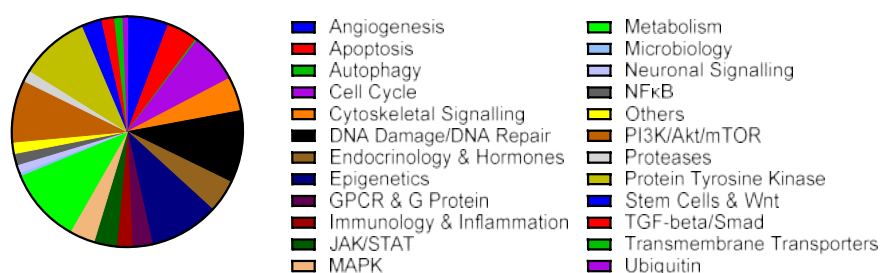 Angiogenesis
Apoptosis
Autophagy
Cell Cycle
Cytoskeletal Signalling
DNA Damage/DNA Repair
Endocrinology & Hormones
Epigenetics
GPCR & G Protein
Immunology & Inflammation
JAK/STAT
MAPK
Metabolism
Microbiology
Neuronal Signalling
NFκB
Others
PI3K/Akt/mTOR
Proteases
Protein Tyrosine Kinase
Stem Cells & Wnt
TGF-beta/Smad
Transmembrane Transporters
Ubiquitin